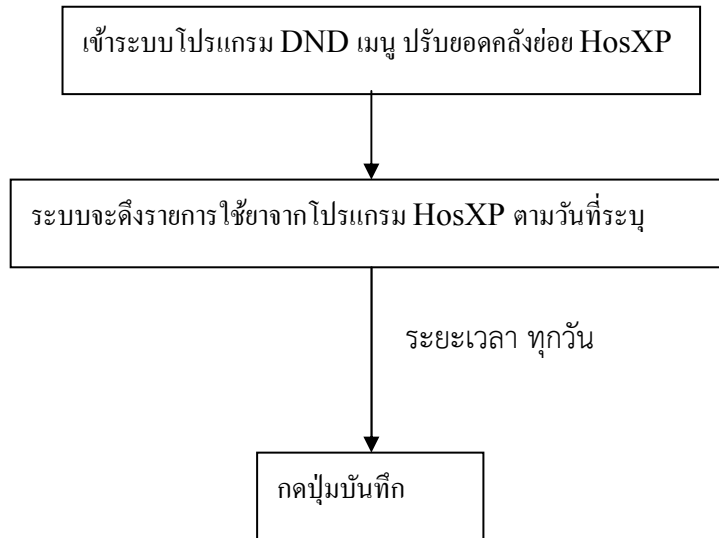 เข้าระบบโปรแกรม DND เมนู ปรับยอดคลังย่อย HosXP
ระบบจะดึงรายการใช้ยาจากโปรแกรม HosXP ตามวันที่ระบุ
ระยะเวลา ทุกวัน
กดปุ่มบันทึก